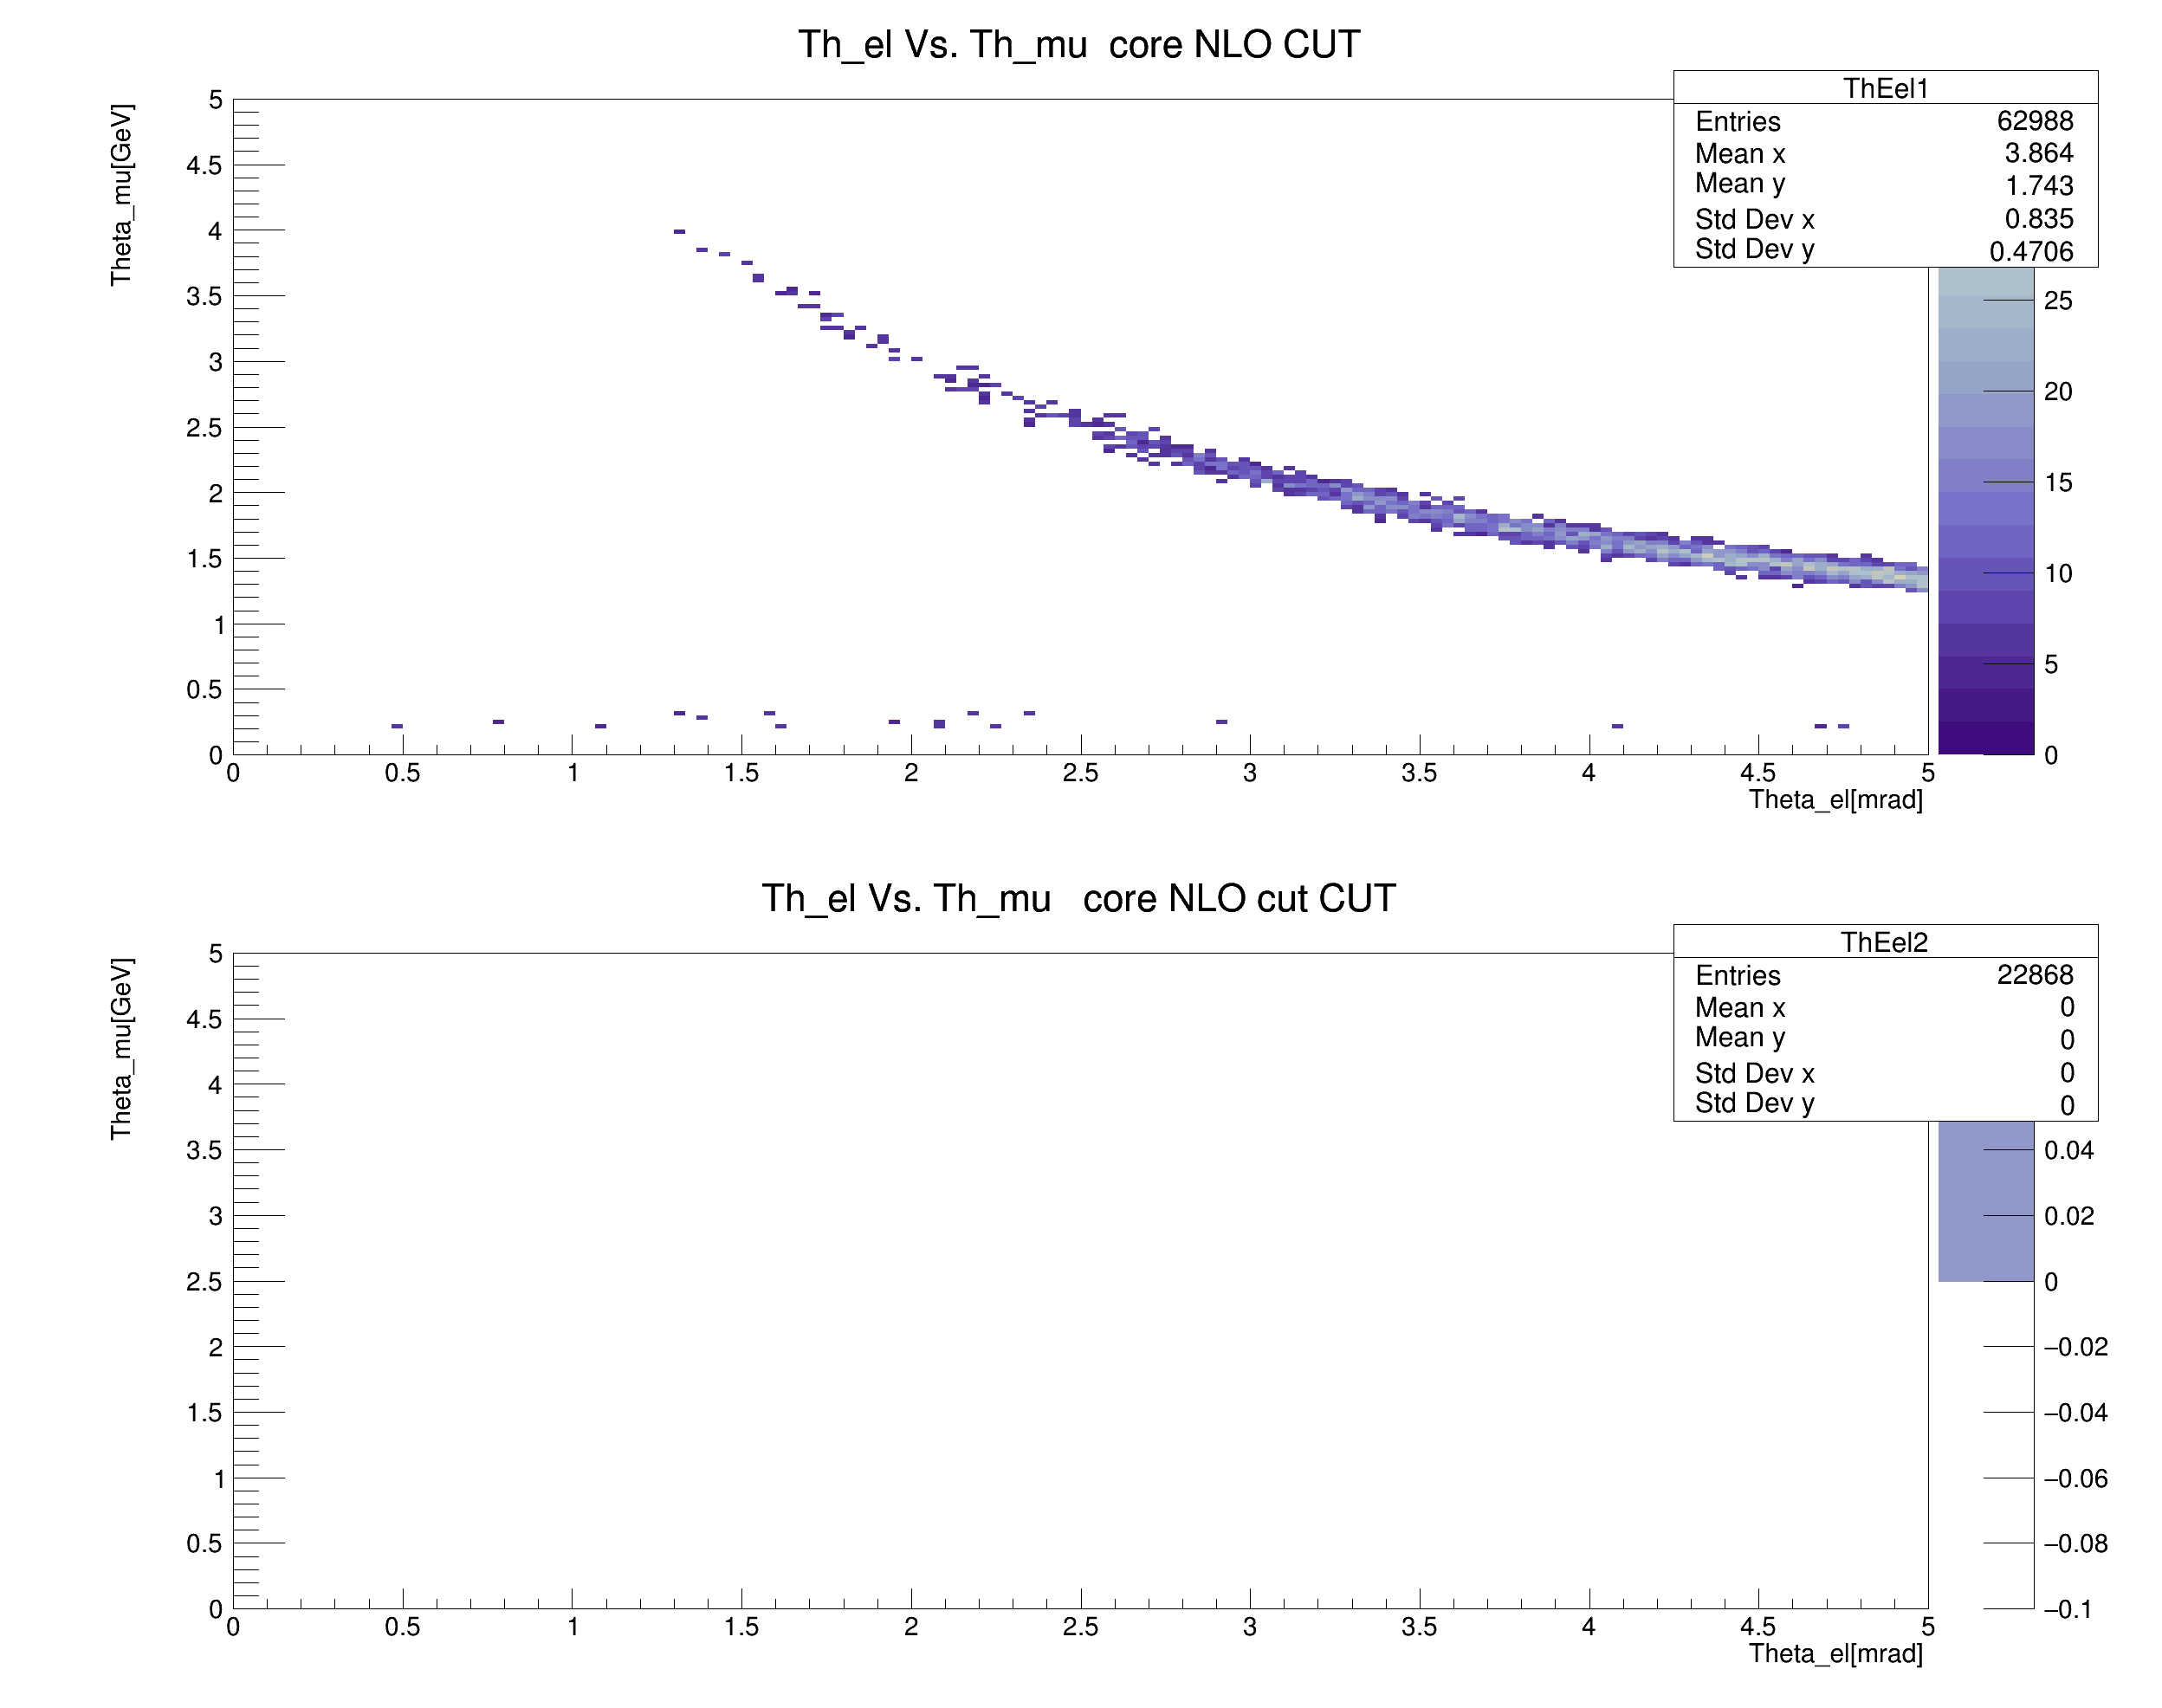 Th_el Vs. Th_mu  core NLO CUT
ThEel1
Entries 62988
Mean x 3.864
Mean y 1.743
Std Dev x 0.835
Std Dev y 0.4706
Theta_mu[GeV]
5
4.5
4
3.5
3
2.5
2
1.5
1
0.5
0
25
20
15
10
5
0
0 0.5 1 1.5 2 2.5 3 3.5 4 4.5 5
Theta_el[mrad]
Th_el Vs. Th_mu   core NLO cut CUT
ThEel2
Entries 22868
Mean x 0
Mean y 0
Std Dev x 0
Std Dev y 0
Theta_mu[GeV]
5
4.5
4
3.5
3
2.5
2
1.5
1
0.5
0
0.04
0.02
0
−0.02
−0.04
−0.06
−0.08
−0.1
0 0.5 1 1.5 2 2.5 3 3.5 4 4.5 5
Theta_el[mrad]